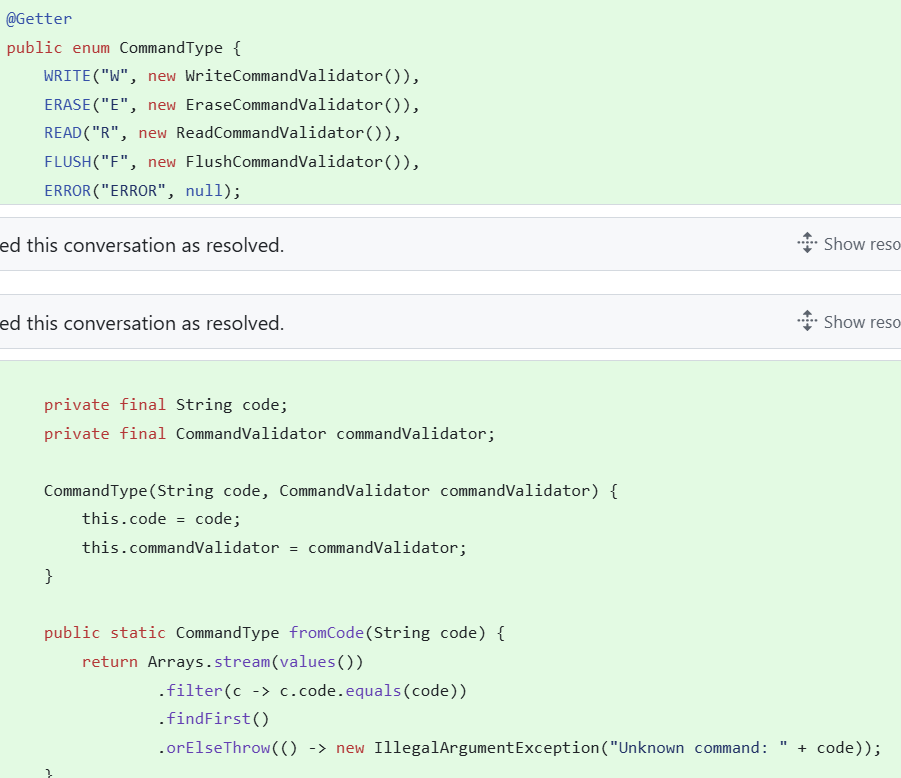 @Getter
public enum CommandType {
    WRITE("W", new WriteCommandValidator()),
    ERASE("E", new EraseCommandValidator()),
    READ("R", new ReadCommandValidator()),
    FLUSH("F", new FlushCommandValidator()),
    ERROR("ERROR", null);
ed this conversation as resolved. Show reso
ed this conversation as resolved. Show reso
    private final String code;
    private final CommandValidator commandValidator;
    CommandType(String code, CommandValidator commandValidator) {
        this.code = code;
        this.commandValidator = commandValidator;
    }
    public static CommandType fromCode(String code) {
        return Arrays.stream(values())
                .filter(c -> c.code.equals(code))
                .findFirst()
                .orElseThrow(() -> new IllegalArgumentException("Unknown command: " + code));
    }